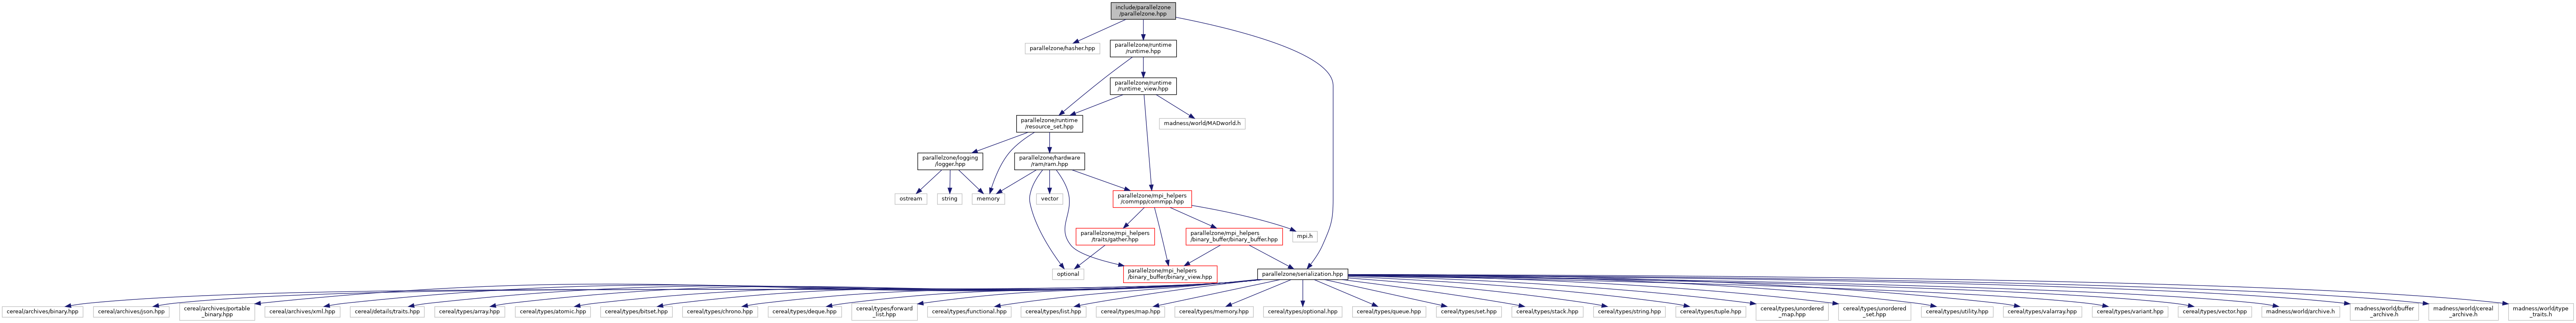 include/parallelzone
/parallelzone.hpp
parallelzone/hasher.hpp
parallelzone/runtime
/runtime.hpp
parallelzone/runtime
/runtime_view.hpp
parallelzone/runtime
/resource_set.hpp
madness/world/MADworld.h
parallelzone/logging
/logger.hpp
parallelzone/hardware
/ram/ram.hpp
ostream
string
memory
vector
parallelzone/mpi_helpers
/commpp/commpp.hpp
parallelzone/mpi_helpers
/traits/gather.hpp
parallelzone/mpi_helpers
/binary_buffer/binary_buffer.hpp
mpi.h
optional
parallelzone/mpi_helpers
/binary_buffer/binary_view.hpp
parallelzone/serialization.hpp
cereal/archives/binary.hpp
cereal/archives/json.hpp
cereal/archives/portable
_binary.hpp
cereal/archives/xml.hpp
cereal/details/traits.hpp
cereal/types/array.hpp
cereal/types/atomic.hpp
cereal/types/bitset.hpp
cereal/types/chrono.hpp
cereal/types/deque.hpp
cereal/types/forward
_list.hpp
cereal/types/functional.hpp
cereal/types/list.hpp
cereal/types/map.hpp
cereal/types/memory.hpp
cereal/types/optional.hpp
cereal/types/queue.hpp
cereal/types/set.hpp
cereal/types/stack.hpp
cereal/types/string.hpp
cereal/types/tuple.hpp
cereal/types/unordered
_map.hpp
cereal/types/unordered
_set.hpp
cereal/types/utility.hpp
cereal/types/valarray.hpp
cereal/types/variant.hpp
cereal/types/vector.hpp
madness/world/archive.h
madness/world/buffer
_archive.h
madness/world/cereal
_archive.h
madness/world/type
_traits.h